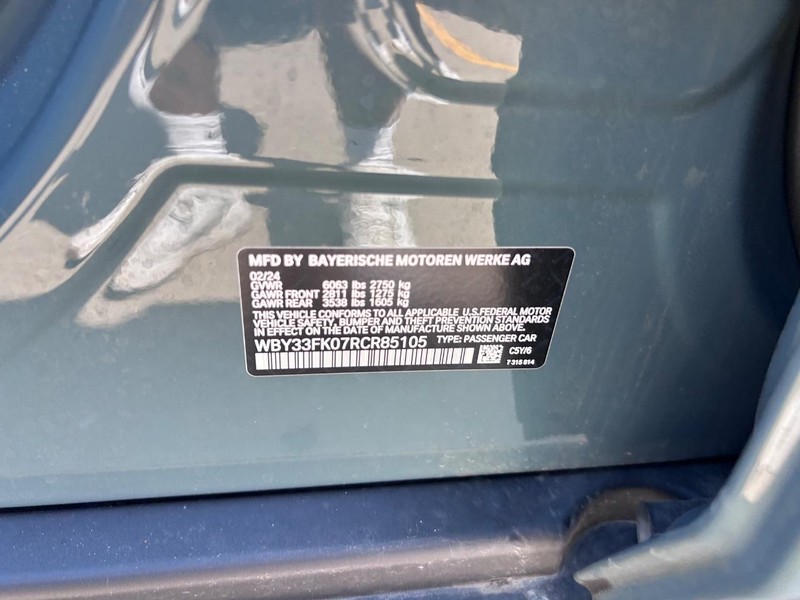 MFD BY BAYERISCHE MOTOREN WERKE AG
02/24
GVWR 6063 lbs 2750 kg
GAWR FRONT 2811 lbs 1275 kg
GAWR REAR 3538 lbs 1605 kg
THIS VEHICLE CONFORMS TO ALL APPLICABLE U.S.FEDERAL MOTOR
VEHICLE SAFETY, BUMPER AND THEFT PREVENTION STANDARDS
IN EFFECT ON THE DATE OF MANUFACTURE SHOWN ABOVE.
WBY33FK07RCR85105 TYPE: PASSENGER CAR
C5Y/6
7 315 814